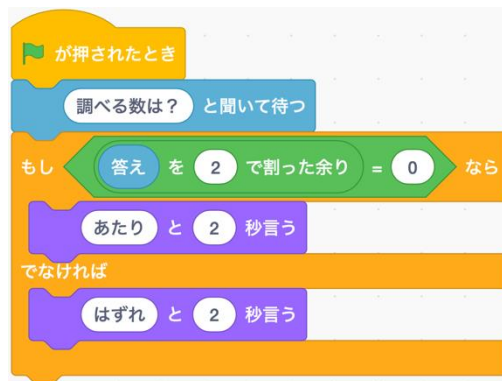 が押されたとき
調べる数は？ と聞いて待つ
もし 答え を 2 で割った余り = 0 なら
あたり と 2 秒言う
でなければ
はずれ と 2 秒言う